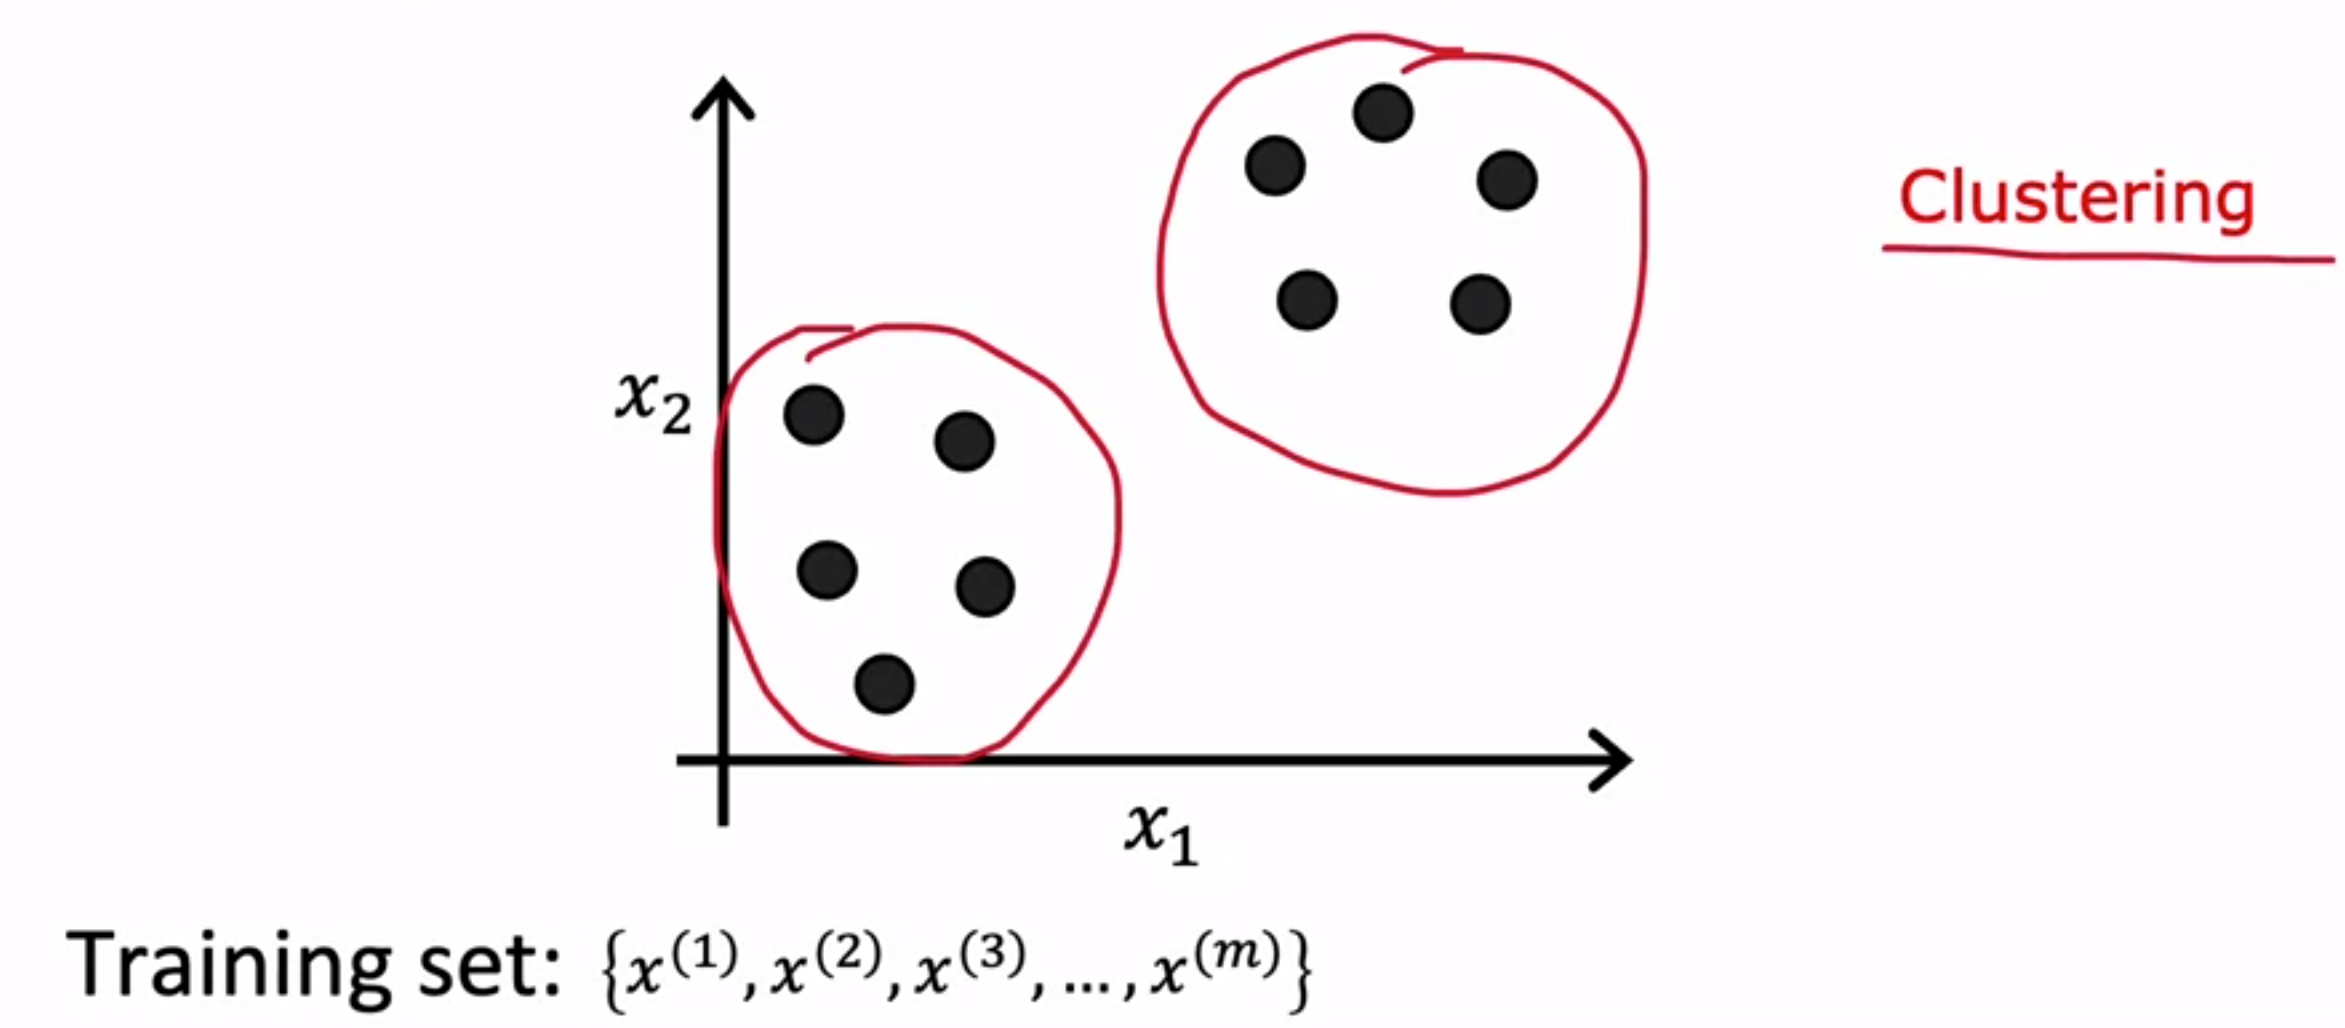 Clustering
x₂
x₁
Training set: {x⁽¹⁾, x⁽²⁾, x⁽³⁾, ..., x⁽ᵐ⁾}